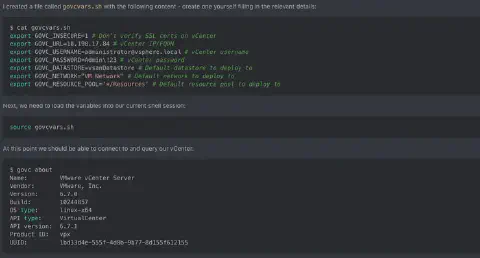 I created a file called govcvars.sh with the following content - create one yourself filling in the relevant details:
$ cat govcvars.sh
export GOVC_INSECURE=1 # Don't verify SSL certs on vCenter
export GOVC_URL=10.198.17.84 # vCenter IP/FQDN
export GOVC_USERNAME=administrator@vsphere.local # vCenter username
export GOVC_PASSWORD=Admin\!23 # vCenter password
export GOVC_DATASTORE=vsanDatastore # Default datastore to deploy to
export GOVC_NETWORK="VM Network" # Default network to deploy to
export GOVC_RESOURCE_POOL='*/Resources' # Default resource pool to deploy to
Next, we need to load the variables into our current shell session:
source govcvars.sh
At this point we should be able to connect to and query our vCenter:
$ govc about
Name: VMware vCenter Server
Vendor: VMware, Inc.
Version: 6.7.0
Build:
OS type: linux-x64
API type: VirtualCenter
API version: 6.7.1
Product ID: vpx
UUID: